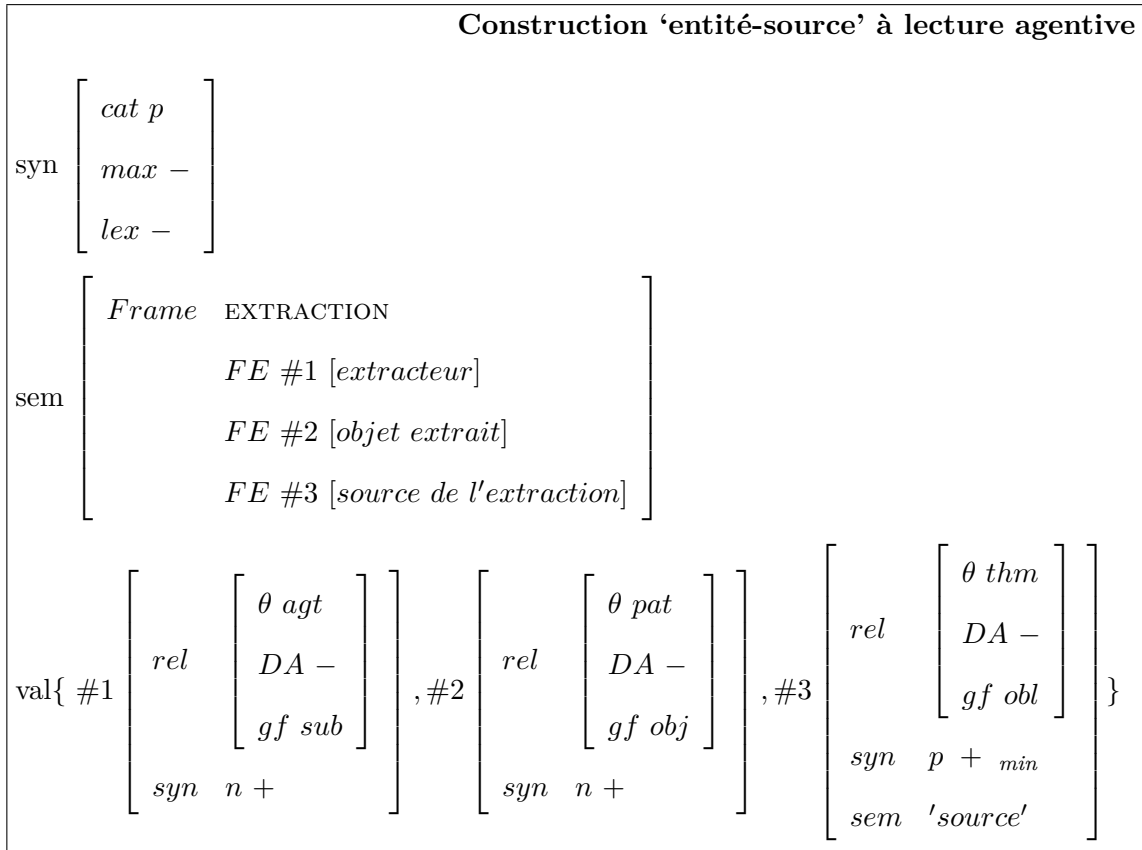 Construction ‘entité-source’ à lecture agentive
syn [ cat p
max −
lex − ]
sem [ Frame EXTRACTION
FE #1 [extracteur]
FE #2 [objet extrait]
FE #3 [source de l'extraction] ]
val{ #1 [ rel [ θ agt
DA −
gf sub ]
syn n + ] , #2 [ rel [ θ pat
DA −
gf obj ]
syn n + ] , #3 [ rel [ θ thm
DA −
gf obl ]
syn p + min
sem 'source' ] }